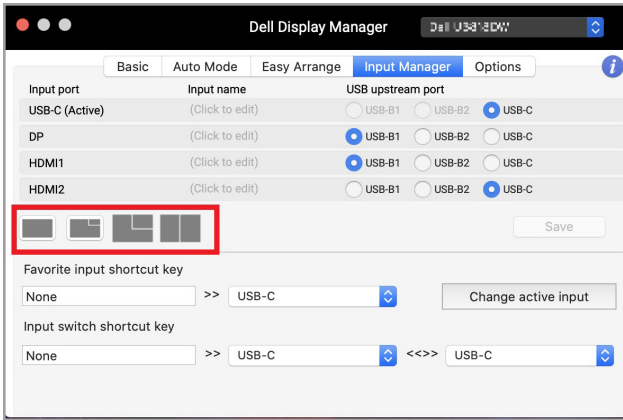 Dell Display Manager
Basic Auto Mode Easy Arrange Input Manager Options i
Input port Input name USB upstream port
USB-C (Active) (Click to edit) USB-B1 USB-B2 USB-C
DP (Click to edit) USB-B1 USB-B2 USB-C
HDMI1 (Click to edit) USB-B1 USB-B2 USB-C
HDMI2 (Click to edit) USB-B1 USB-B2 USB-C
Save
Favorite input shortcut key
None >> USB-C Change active input
Input switch shortcut key
None >> USB-C <<>> USB-C